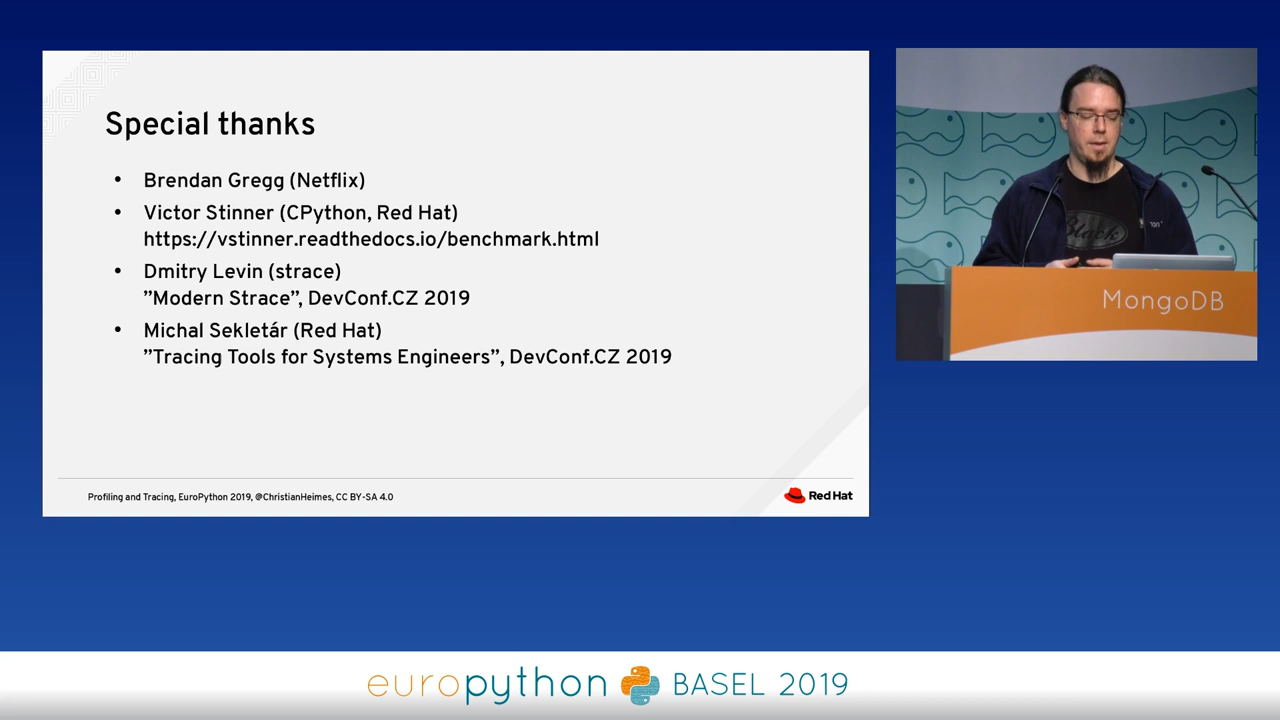 Special thanks
• Brendan Gregg (Netflix)
• Victor Stinner (CPython, Red Hat)
https://vstinner.readthedocs.io/benchmark.html
• Dmitry Levin (strace)
”Modern Strace”, DevConf.CZ 2019
• Michal Sekletár (Red Hat)
”Tracing Tools for Systems Engineers”, DevConf.CZ 2019
Profiling and Tracing, EuroPython 2019, @ChristianHeimes, CC BY-SA 4.0
Red Hat
Black
MongoDB
europython BASEL 2019